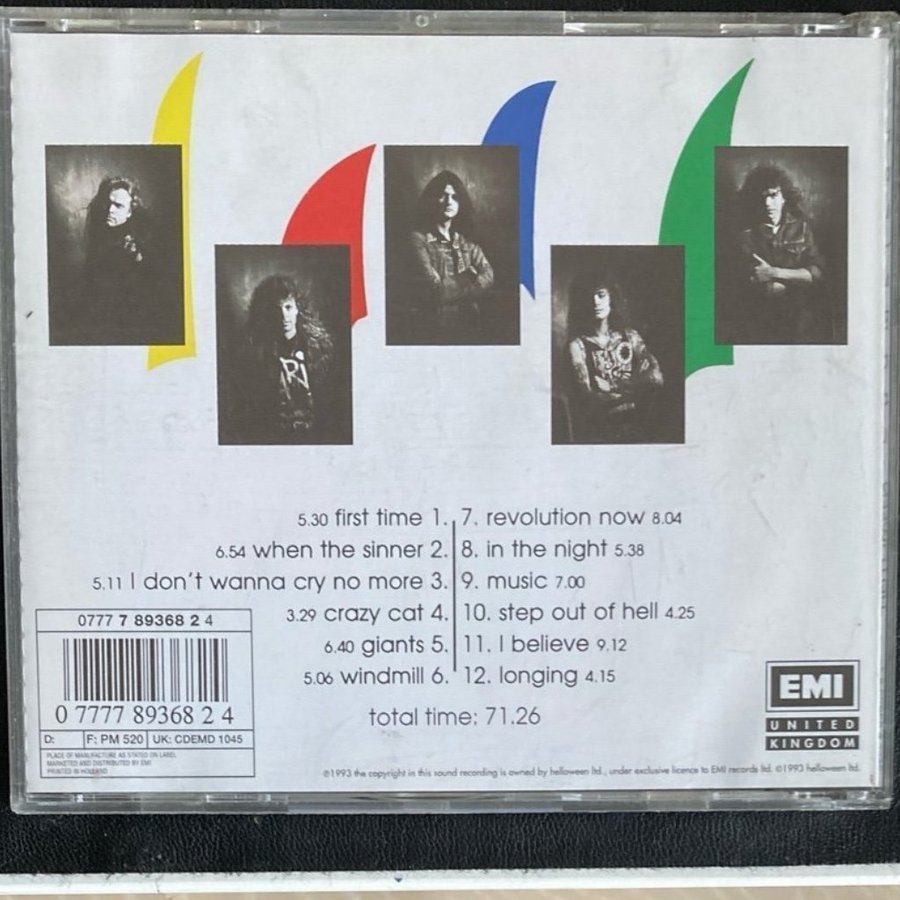 5.30 first time 1.
6.54 when the sinner 2.
5.11 I don't wanna cry no more 3.
3.29 crazy cat 4.
6.40 giants 5.
5.06 windmill 6.
7. revolution now 8.04
8. in the night 5.38
9. music 7.00
10. step out of hell 4.25
11. I believe 9.12
12. longing 4.15
total time: 71.26
0777 7 89368 2 4
0 7777 89368 2 4
D: F: PM 520 UK: CDEMD 1045
PLACE OF MANUFACTURE AS STATED ON LABEL
MARKETED AND DISTRIBUTED BY EMI
PRINTED IN HOLLAND
EMI
UNITED
KINGDOM
℗1993 the copyright in this sound recording is owned by helloween ltd., under exclusive licence to EMI records ltd. ©1993 helloween ltd.